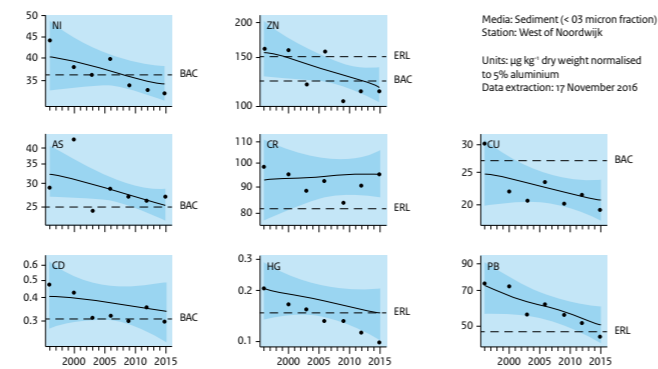 NI
50
45
40
35
BAC
ZN
200
150
100
ERL
BAC
Media: Sediment (< 03 micron fraction)
Station: West of Noordwijk
Units: µg kg⁻¹ dry weight normalised
to 5% aluminium
Data extraction: 17 November 2016
AS
40
35
30
25
BAC
CR
110
100
90
80
ERL
CU
30
25
20
BAC
CD
0.6
0.5
0.4
0.3
BAC
2000 2005 2010 2015
HG
0.3
0.2
0.1
ERL
2000 2005 2010 2015
PB
90
70
50
ERL
2000 2005 2010 2015